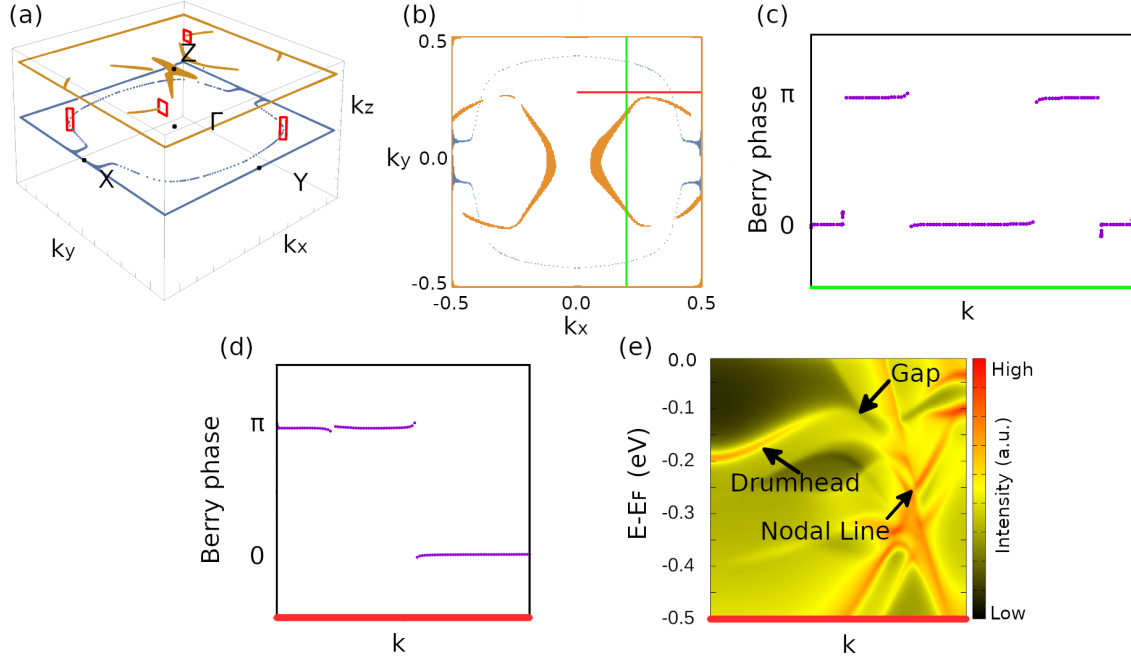 (a)
Z
Γ
X
Y
kz
ky
kx
(b)
0.5
ky 0.0
-0.5
-0.5
0.0
0.5
kx
(c)
Berry phase
π
0
k
(d)
Berry phase
π
0
k
(e)
E-EF (eV)
0.0
-0.1
-0.2
-0.3
-0.4
-0.5
Gap
Drumhead
Nodal Line
k
High
Intensity (a.u.)
Low